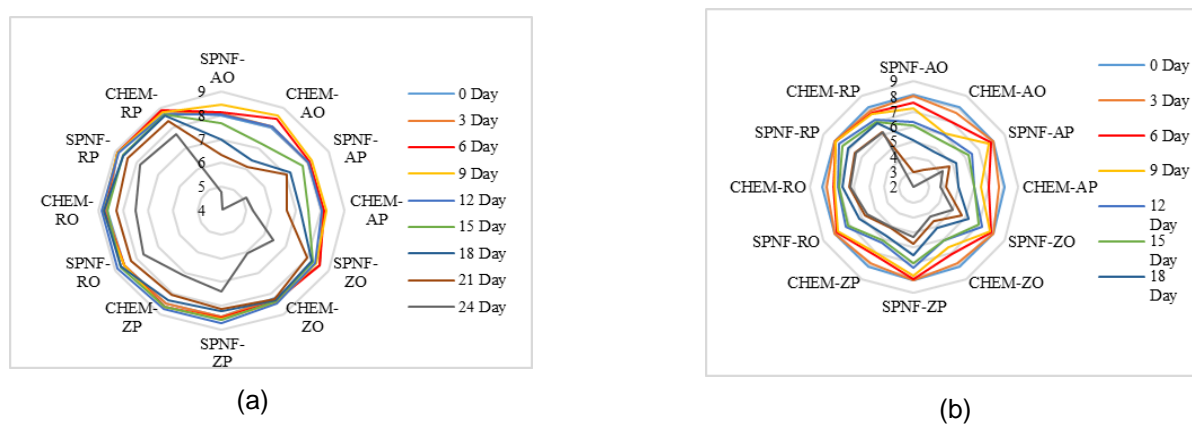 SPNF-
AO
CHEM-
AO
SPNF-
AP
CHEM-
AP
SPNF-
ZO
CHEM-
ZO
SPNF-
ZP
CHEM-
ZP
SPNF-
RO
CHEM-
RO
SPNF-
RP
CHEM-
RP
9
8
7
6
5
4
0 Day
3 Day
6 Day
9 Day
12 Day
15 Day
18 Day
21 Day
24 Day
(a)
SPNF-AO
CHEM-AO
SPNF-AP
CHEM-AP
SPNF-ZO
CHEM-ZO
SPNF-ZP
CHEM-ZP
SPNF-RO
CHEM-RO
SPNF-RP
CHEM-RP
9
8
7
6
5
4
3
2
0 Day
3 Day
6 Day
9 Day
12
Day
15
Day
18
Day
(b)